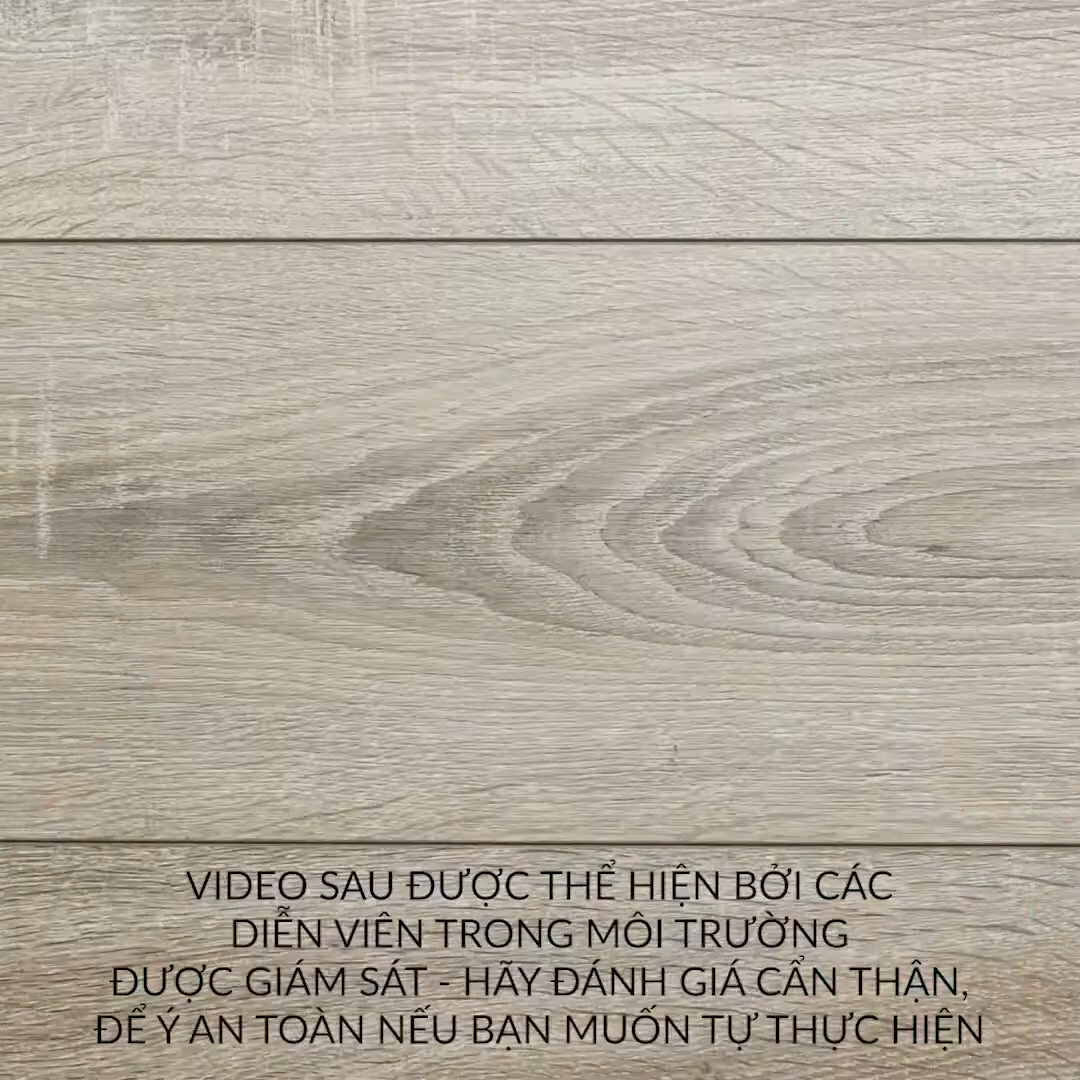 VIDEO SAU ĐƯỢC THỂ HIỆN BỞI CÁC
DIỄN VIÊN TRONG MÔI TRƯỜNG
ĐƯỢC GIÁM SÁT - HÃY ĐÁNH GIÁ CẨN THẬN,
ĐỂ Ý AN TOÀN NẾU BẠN MUỐN TỰ THỰC HIỆN